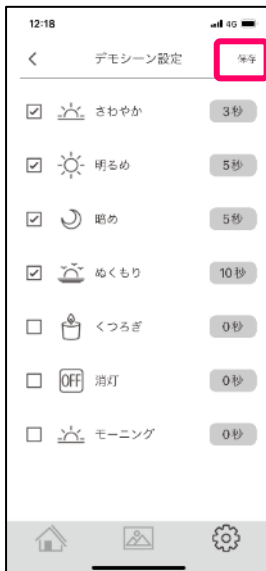 12:18 4G
デモシーン設定 保存
さわやか 3秒
明るめ 5秒
暗め 5秒
ぬくもり 10秒
くつろぎ 0秒
OFF 消灯 0秒
モーニング 0秒